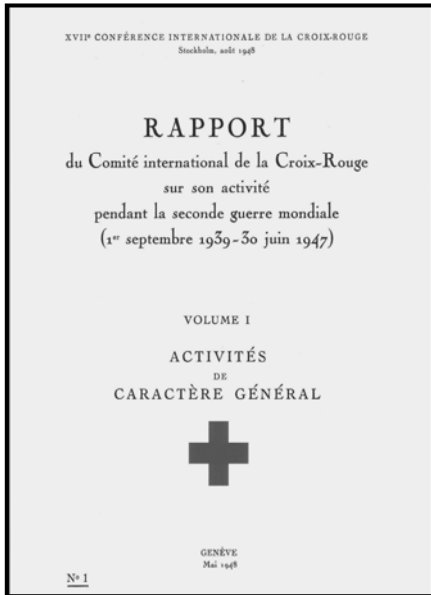 XVIIᵉ CONFÉRENCE INTERNATIONALE DE LA CROIX-ROUGE
Stockholm, août 1948
RAPPORT
du Comité international de la Croix-Rouge
sur son activité
pendant la seconde guerre mondiale
(1ᵉʳ septembre 1939-30 juin 1947)
VOLUME I
ACTIVITÉS
DE
CARACTÈRE GÉNÉRAL
GENÈVE
Mai 1948
Nº 1